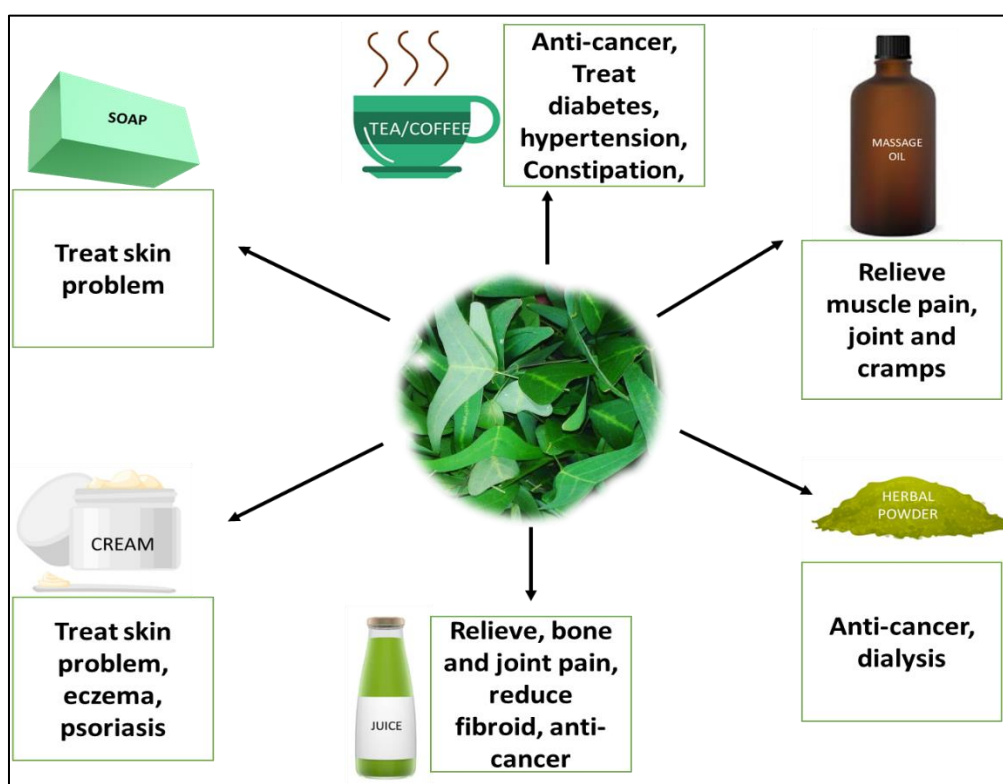 SOAP
Treat skin
problem
TEA/COFFEE
Anti-cancer,
Treat
diabetes,
hypertension,
Constipation,
MASSAGE
OIL
Relieve
muscle pain,
joint and
cramps
CREAM
Treat skin
problem,
eczema,
psoriasis
JUICE
Relieve, bone
and joint pain,
reduce
fibroid, anti-
cancer
HERBAL
POWDER
Anti-cancer,
dialysis